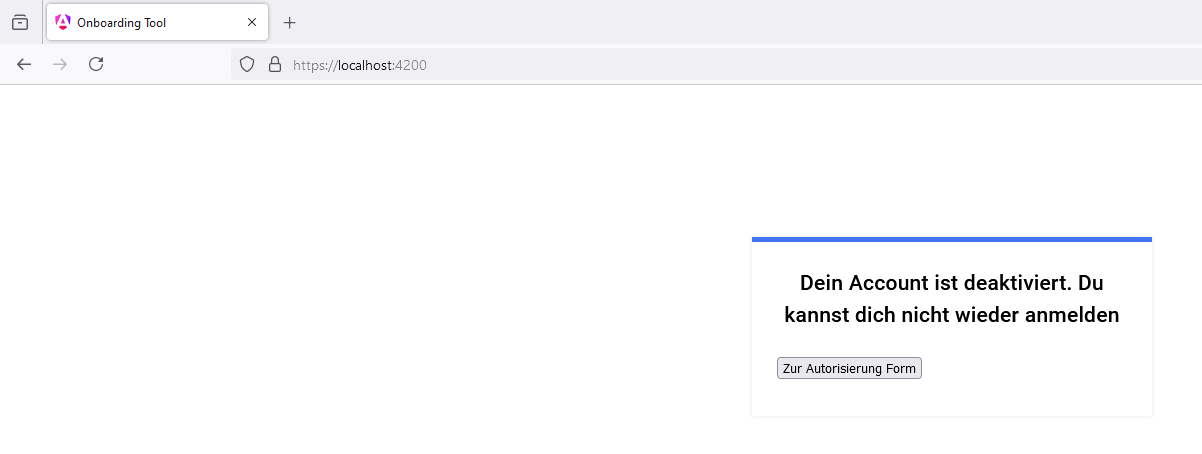 Onboarding Tool
https://localhost:4200
Dein Account ist deaktiviert. Du
kannst dich nicht wieder anmelden
Zur Autorisierung Form